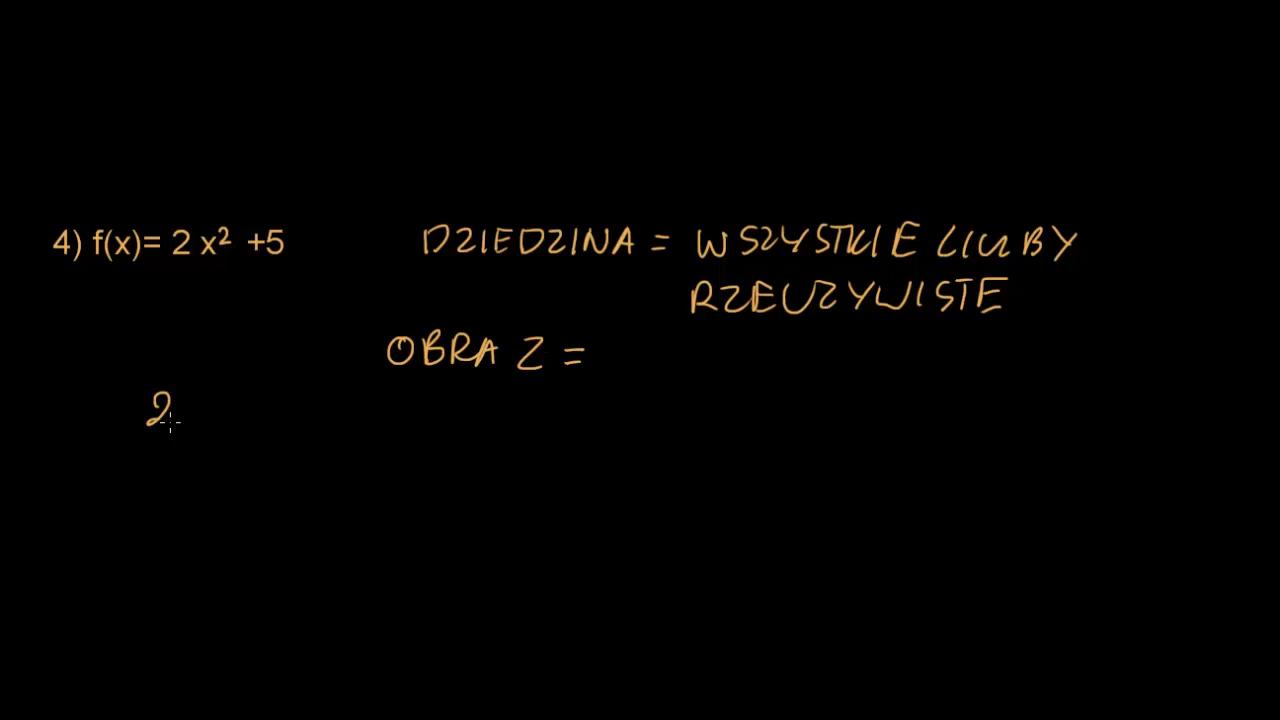 4) f(x)= 2 x² +5 DZIEDZINA = WSZYSTKIE LICZBY
RZECZYWISTE
OBRAZ =
2